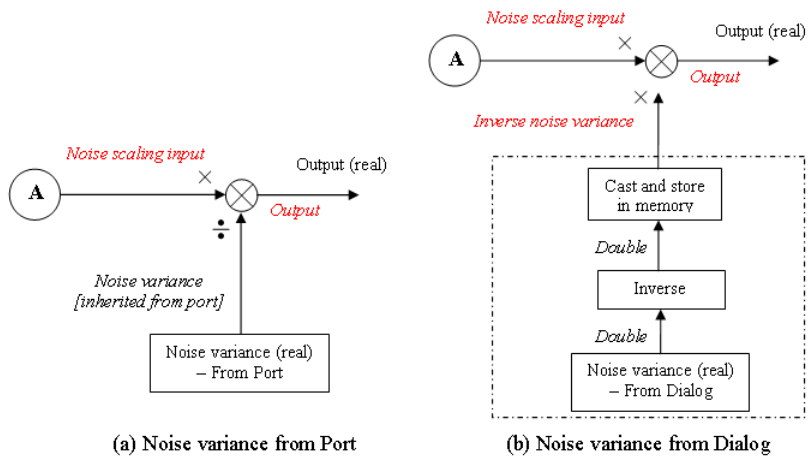 Noise scaling input
×
Output (real)
A
Output
÷
Noise variance
[inherited from port]
Noise variance (real)
– From Port
(a) Noise variance from Port
Noise scaling input
×
Output (real)
A
Output
×
Inverse noise variance
Cast and store
in memory
Double
Inverse
Double
Noise variance (real)
– From Dialog
(b) Noise variance from Dialog